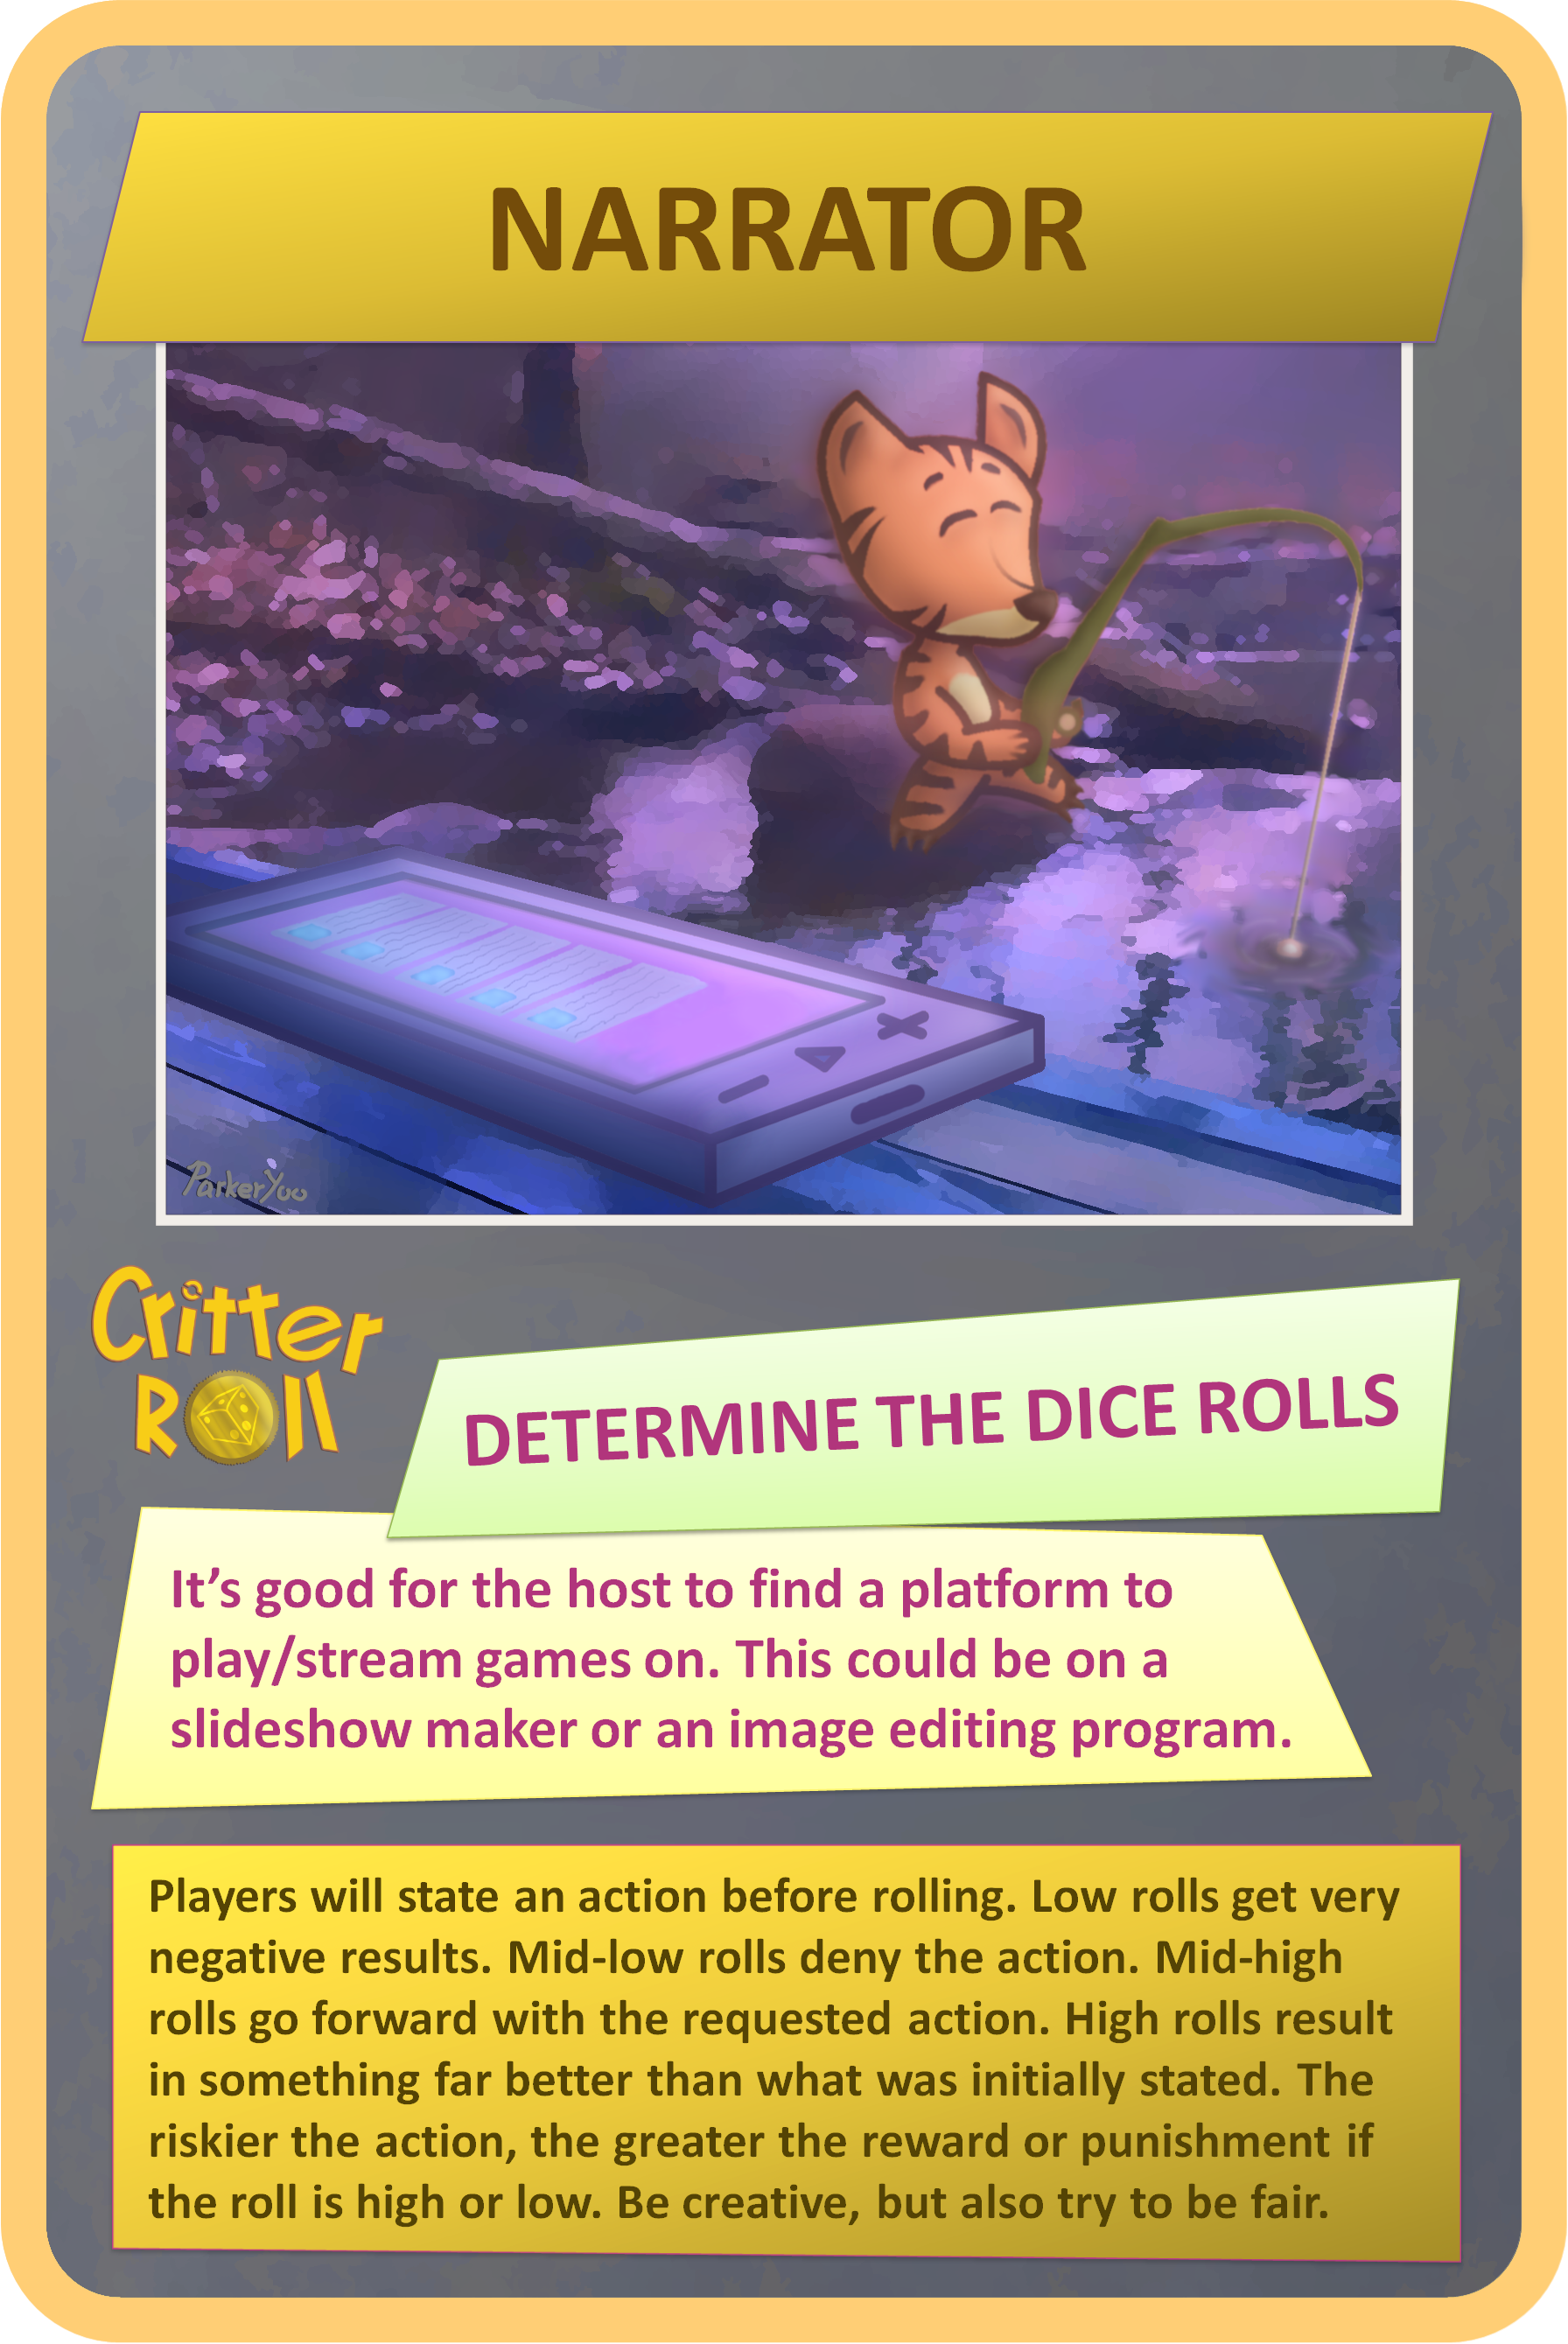 NARRATOR
ParkerYoo
Critter
Roll
DETERMINE THE DICE ROLLS
It’s good for the host to find a platform to
play/stream games on. This could be on a
slideshow maker or an image editing program.
Players will state an action before rolling. Low rolls get very
negative results. Mid-low rolls deny the action. Mid-high
rolls go forward with the requested action. High rolls result
in something far better than what was initially stated. The
riskier the action, the greater the reward or punishment if
the roll is high or low. Be creative, but also try to be fair.